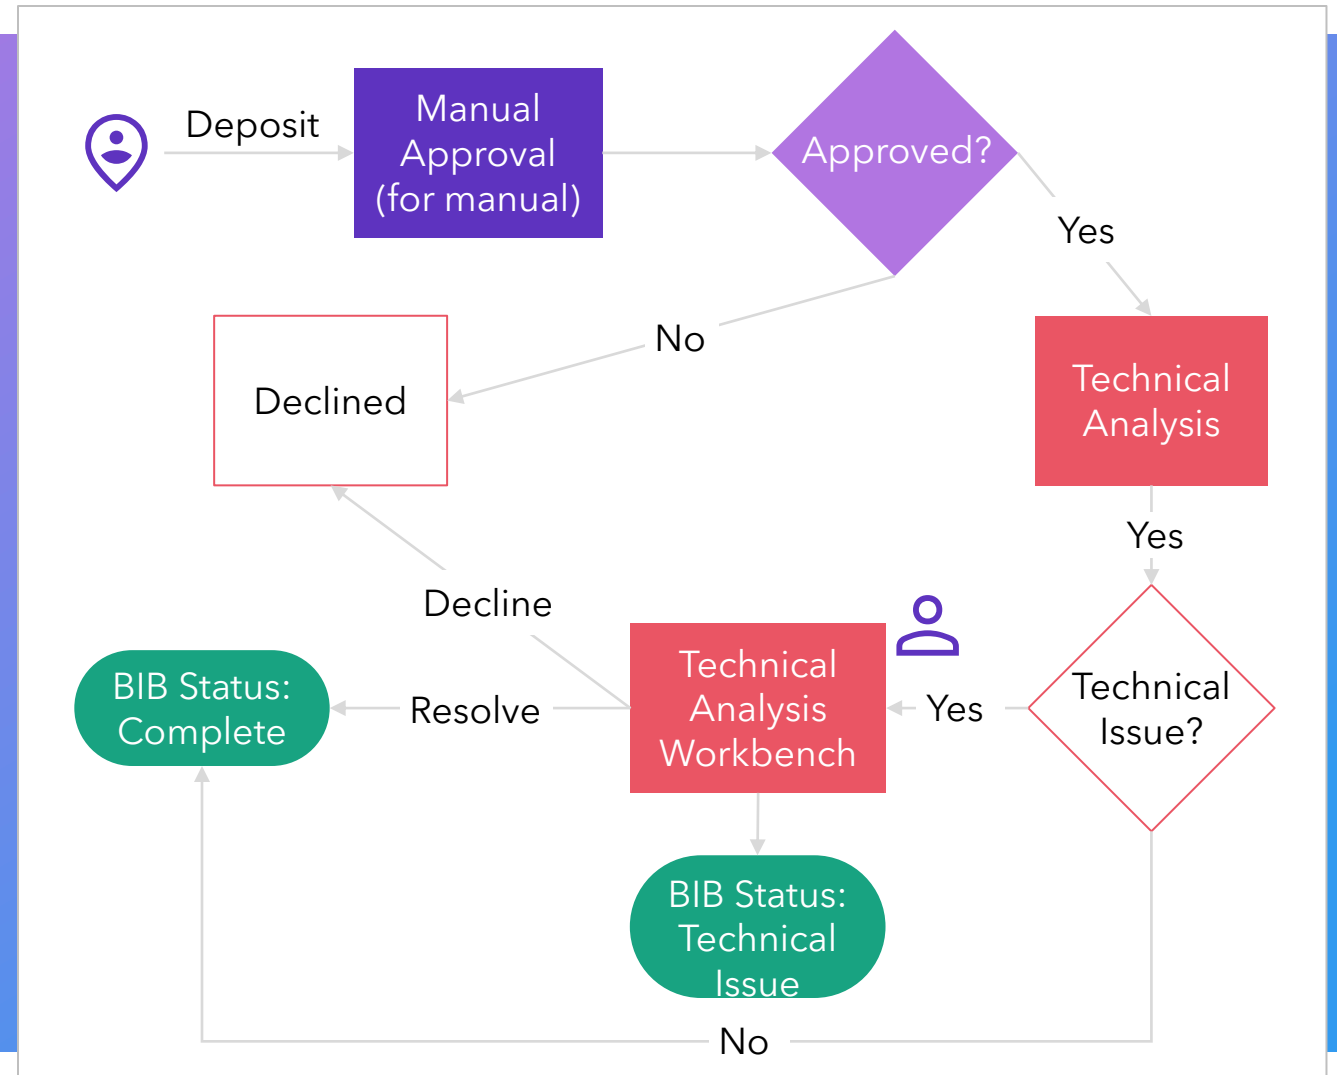 Deposit
Manual
Approval
(for manual)
Approved?
Yes
No
Declined
Technical
Analysis
Yes
Decline
BIB Status:
Complete
Resolve
Technical
Analysis
Workbench
Yes
Technical
Issue?
BIB Status:
Technical
Issue
No